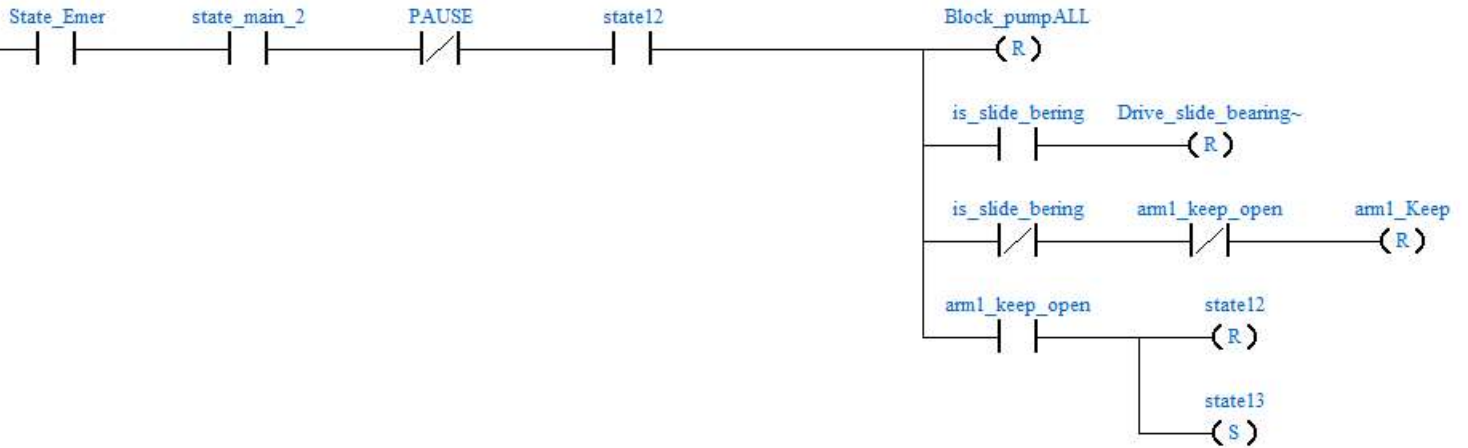 State_Emer state_main_2 PAUSE state12 Block_pumpALL
R
is_slide_bering Drive_slide_bearing~
R
is_slide_bering arm1_keep_open arm1_Keep
R
arm1_keep_open state12
R
state13
S